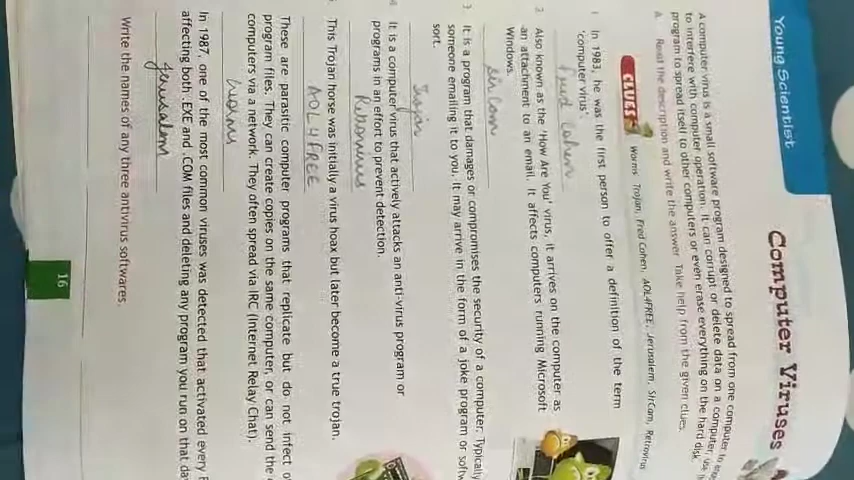 Young Scientist
Computer Viruses
A computer virus is a small software program designed to spread from one computer to
to interfere with computer operation. It can corrupt or delete data on a computer, use
program to spread itself to other computers or even erase everything on the hard disk.
A. Read the description and write the answer. Take help from the given clues.
CLUES
Worms, Trojan, Fred Cohen, AOL4FREE, Jerusalem, SirCam, Retrovirus
1 In 1983, he was the first person to offer a definition of the term
'computer virus'.
Fred Cohen
2 Also known as the 'How Are You' virus, it arrives on the computer as
an attachment to an email. It affects computers running Microsoft
Windows.
Sir Cam
3 It is a program that damages or compromises the security of a computer. Typically
someone emailing it to you. It may arrive in the form of a joke program or softw
sort.
4 It is a computer virus that actively attacks an anti-virus program or
programs in an effort to prevent detection.
This Trojan horse was initially a virus hoax but later become a true trojan.
AOL4FREE
These are parasitic computer programs that replicate but do not infect
program files. They can create copies on the same computer, or can send the
computers via a network. They often spread via IRC (Internet Relay Chat).
Worms
In 1987, one of the most common viruses was detected that activated every
affecting both .EXE and .COM files and deleting any program you run on that da
Jerusalem
Write the names of any three antivirus softwares.
16